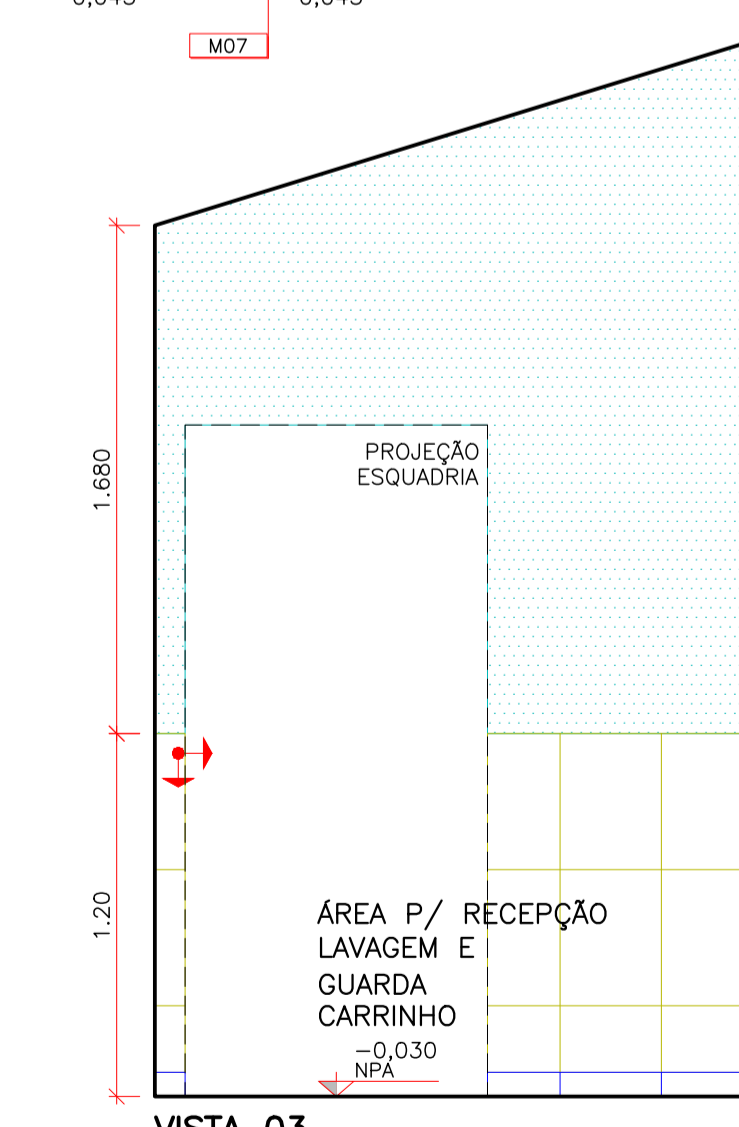 M07
PROJEÇÃO
ESQUADRIA
1.680
1.20
ÁREA P/ RECEPÇÃO
LAVAGEM E
GUARDA
CARRINHO
−0,030
NPA